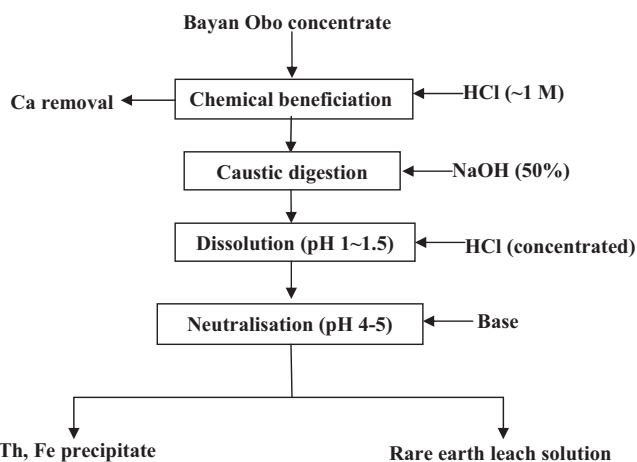 Bayan Obo concentrate
Ca removal
Chemical beneficiation
HCl (~1 M)
Caustic digestion
NaOH (50%)
Dissolution (pH 1~1.5)
HCl (concentrated)
Neutralisation (pH 4-5)
Base
Th, Fe precipitate
Rare earth leach solution